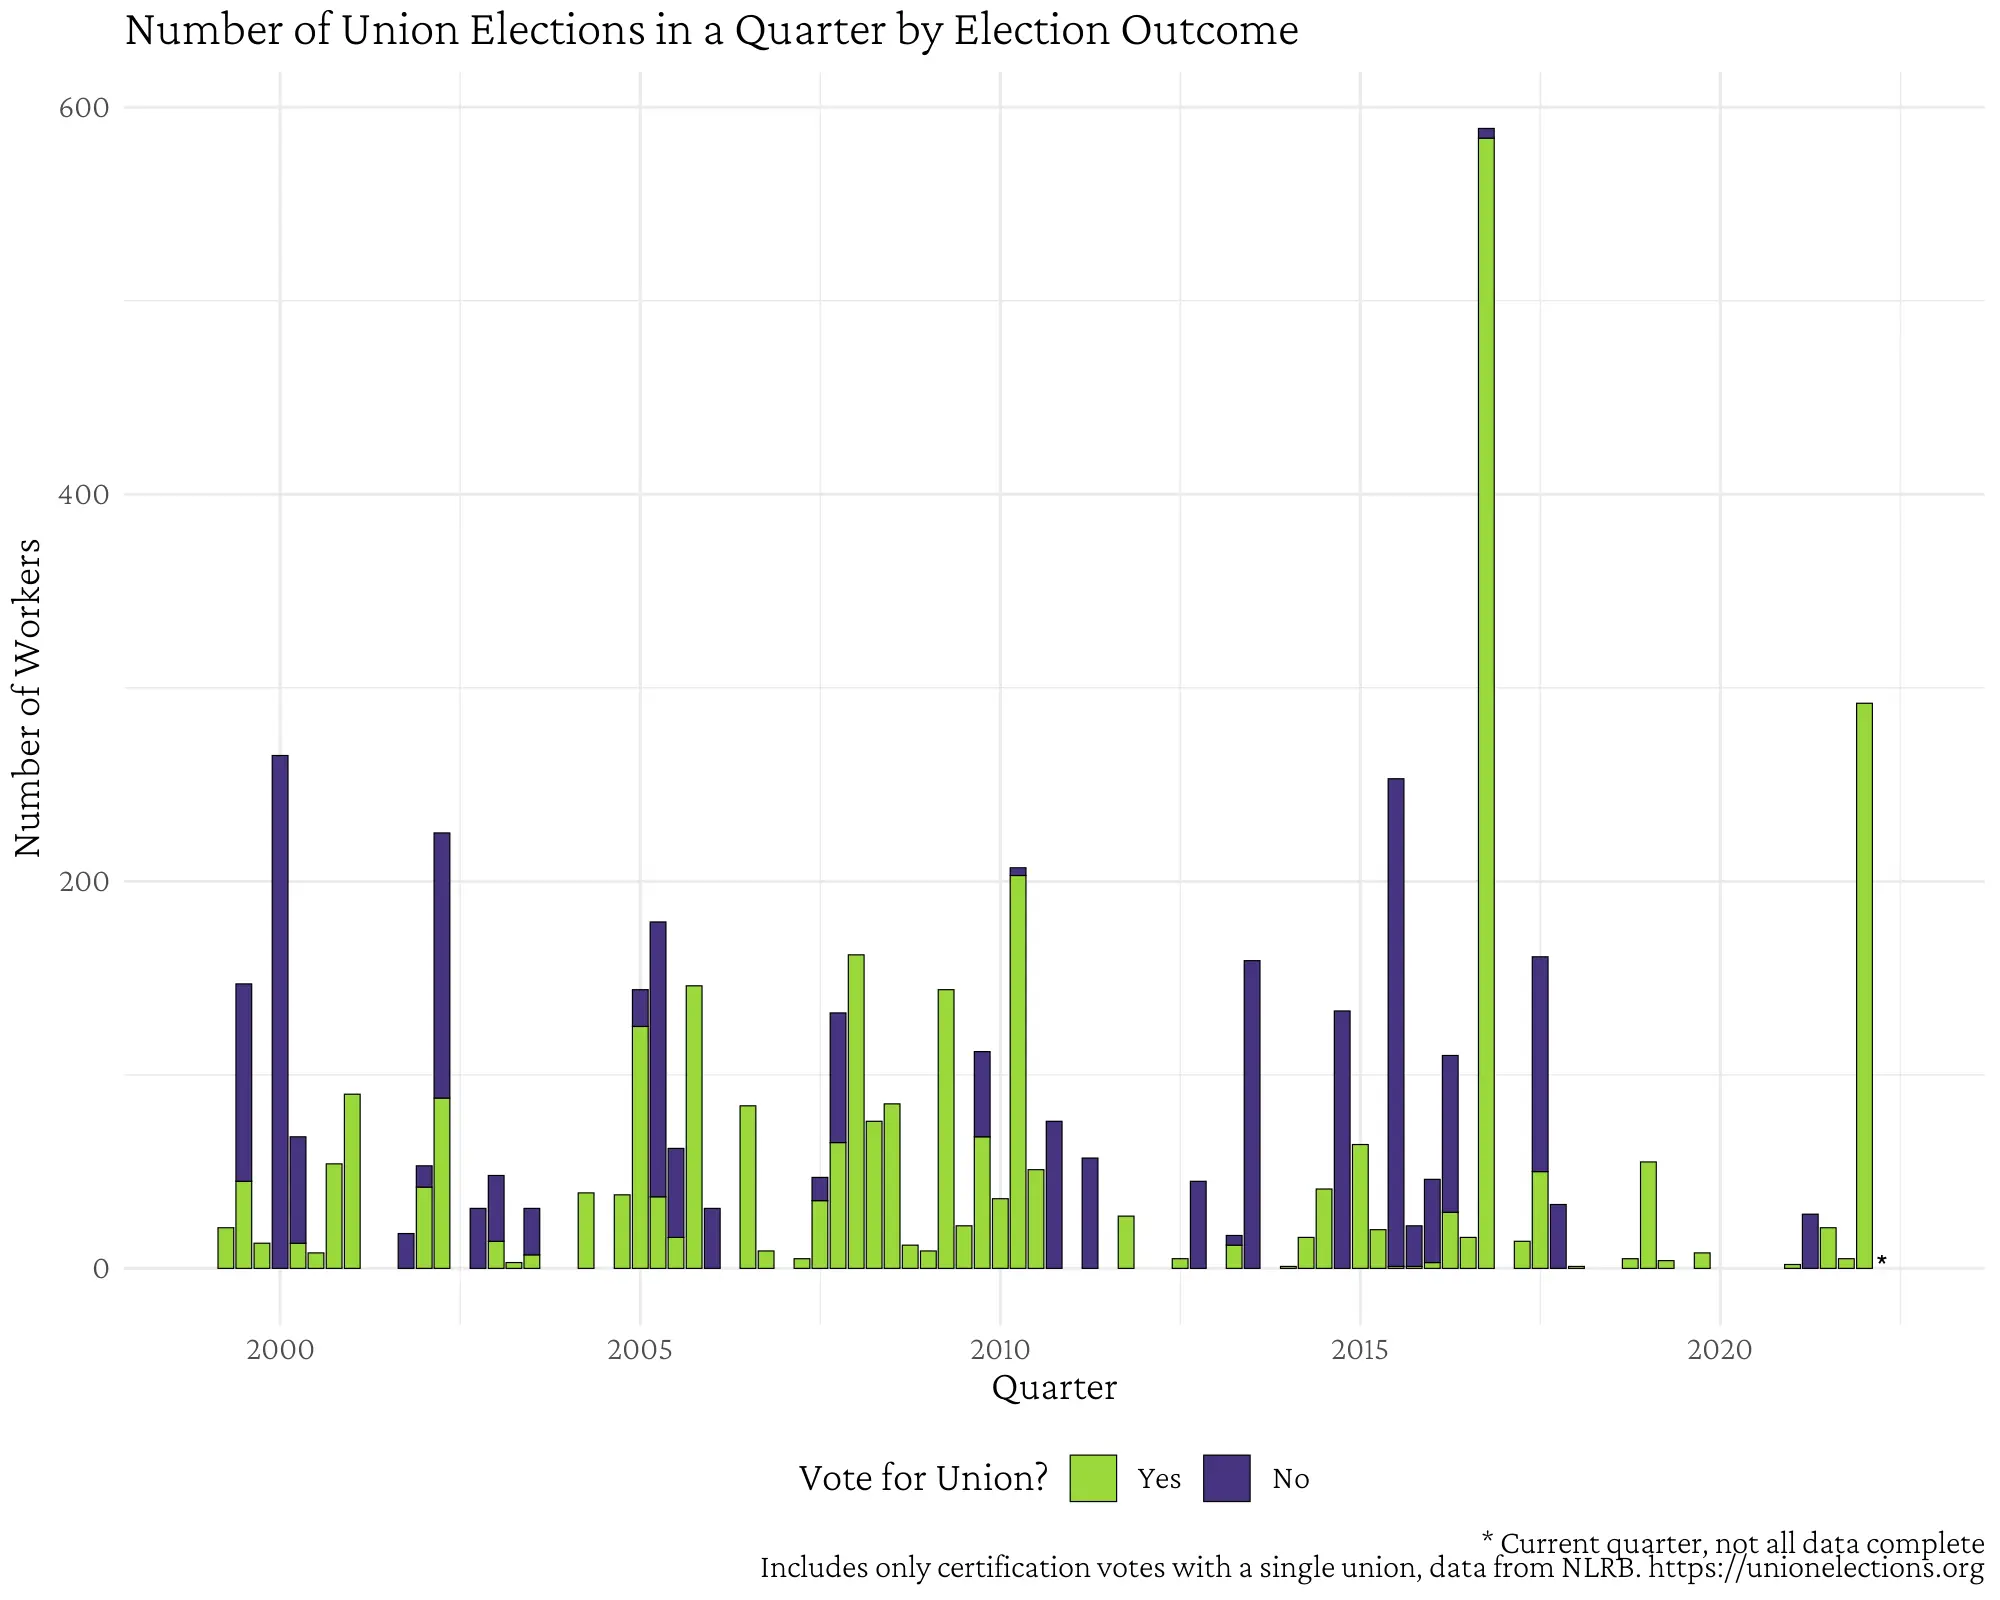 Number of Union Elections in a Quarter by Election Outcome
600
400
200
0
Number of Workers
*
2000 2005 2010 2015 2020
Quarter
Vote for Union? Yes No
* Current quarter, not all data complete
Includes only certification votes with a single union, data from NLRB. https://unionelections.org